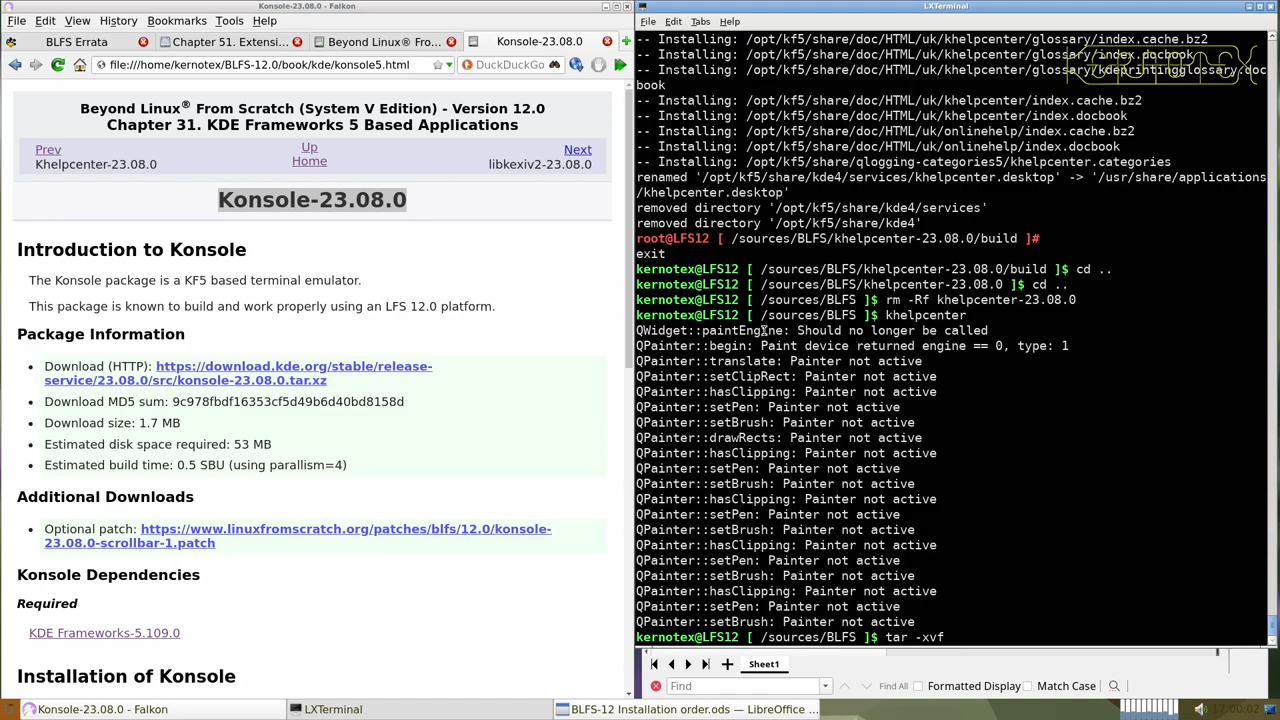 Konsole-23.08.0 - Falkon
File Edit View History Bookmarks Tools Help
BLFS Errata
Chapter 51. Extensi...
Beyond Linux® Fro...
Konsole-23.08.0
file:///home/kernotex/BLFS-12.0/book/kde/konsole5.html
DuckDuckGo
Beyond Linux® From Scratch (System V Edition) - Version 12.0
Chapter 31. KDE Frameworks 5 Based Applications
Prev Up Next
Khelpcenter-23.08.0 Home libkexiv2-23.08.0
Konsole-23.08.0
Introduction to Konsole
The Konsole package is a KF5 based terminal emulator.
This package is known to build and work properly using an LFS 12.0 platform.
Package Information
Download (HTTP): https://download.kde.org/stable/release-
service/23.08.0/src/konsole-23.08.0.tar.xz
Download MD5 sum: 9c978fbdf16353cf5d49b6d40bd8158d
Download size: 1.7 MB
Estimated disk space required: 53 MB
Estimated build time: 0.5 SBU (using parallism=4)
Additional Downloads
Optional patch: https://www.linuxfromscratch.org/patches/blfs/12.0/konsole-
23.08.0-scrollbar-1.patch
Konsole Dependencies
Required
KDE Frameworks-5.109.0
Installation of Konsole
LXTerminal
File Edit Tabs Help
-- Installing: /opt/kf5/share/doc/HTML/uk/khelpcenter/glossary/index.cache.bz2
-- Installing: /opt/kf5/share/doc/HTML/uk/khelpcenter/glossary/index.docbook
-- Installing: /opt/kf5/share/doc/HTML/uk/khelpcenter/glossary/kdeprintingglossary.doc
book
-- Installing: /opt/kf5/share/doc/HTML/uk/khelpcenter/index.cache.bz2
-- Installing: /opt/kf5/share/doc/HTML/uk/khelpcenter/index.docbook
-- Installing: /opt/kf5/share/doc/HTML/uk/onlinehelp/index.cache.bz2
-- Installing: /opt/kf5/share/doc/HTML/uk/onlinehelp/index.docbook
-- Installing: /opt/kf5/share/qlogging-categories5/khelpcenter.categories
renamed '/opt/kf5/share/kde4/services/khelpcenter.desktop' -> '/usr/share/applications
/khelpcenter.desktop'
removed directory '/opt/kf5/share/kde4/services'
removed directory '/opt/kf5/share/kde4'
root@LFS12 [ /sources/BLFS/khelpcenter-23.08.0/build ]#
exit
kernotex@LFS12 [ /sources/BLFS/khelpcenter-23.08.0/build ]$ cd ..
kernotex@LFS12 [ /sources/BLFS/khelpcenter-23.08.0 ]$ cd ..
kernotex@LFS12 [ /sources/BLFS ]$ rm -Rf khelpcenter-23.08.0
kernotex@LFS12 [ /sources/BLFS ]$ khelpcenter
QWidget::paintEngine: Should no longer be called
QPainter::begin: Paint device returned engine == 0, type: 1
QPainter::translate: Painter not active
QPainter::setClipRect: Painter not active
QPainter::hasClipping: Painter not active
QPainter::setPen: Painter not active
QPainter::setBrush: Painter not active
QPainter::drawRects: Painter not active
QPainter::hasClipping: Painter not active
QPainter::setPen: Painter not active
QPainter::setBrush: Painter not active
QPainter::hasClipping: Painter not active
QPainter::setPen: Painter not active
QPainter::setBrush: Painter not active
QPainter::hasClipping: Painter not active
QPainter::setPen: Painter not active
QPainter::setBrush: Painter not active
QPainter::hasClipping: Painter not active
QPainter::setPen: Painter not active
QPainter::setBrush: Painter not active
kernotex@LFS12 [ /sources/BLFS ]$ tar -xvf
KERNOTEX
Sheet1
Find
Find All
Formatted Display
Match Case
Konsole-23.08.0 - Falkon
LXTerminal
BLFS-12 Installation order.ods — LibreOffice ...
17:00:02